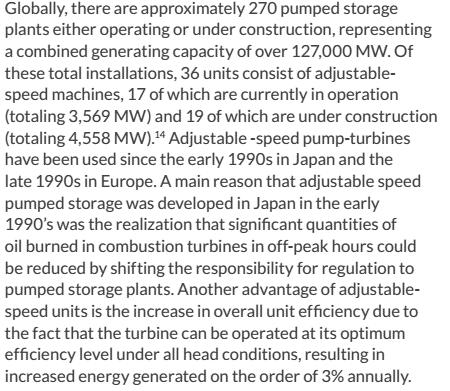 Globally, there are approximately 270 pumped storage
plants either operating or under construction, representing
a combined generating capacity of over 127,000 MW. Of
these total installations, 36 units consist of adjustable-
speed machines, 17 of which are currently in operation
(totaling 3,569 MW) and 19 of which are under construction
(totaling 4,558 MW).¹⁴ Adjustable -speed pump-turbines
have been used since the early 1990s in Japan and the
late 1990s in Europe. A main reason that adjustable speed
pumped storage was developed in Japan in the early
1990’s was the realization that significant quantities of
oil burned in combustion turbines in off-peak hours could
be reduced by shifting the responsibility for regulation to
pumped storage plants. Another advantage of adjustable-
speed units is the increase in overall unit efficiency due to
the fact that the turbine can be operated at its optimum
efficiency level under all head conditions, resulting in
increased energy generated on the order of 3% annually.